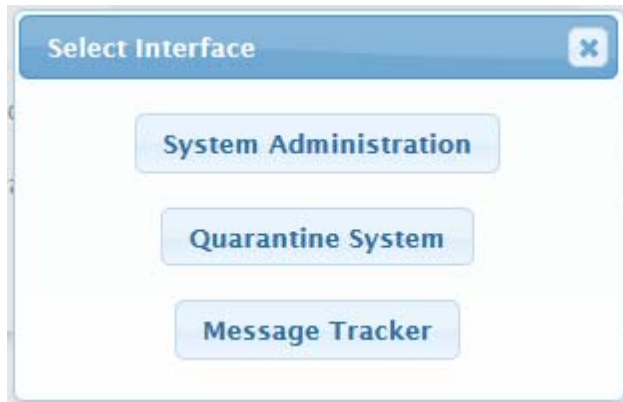 Select Interface
System Administration
Quarantine System
Message Tracker